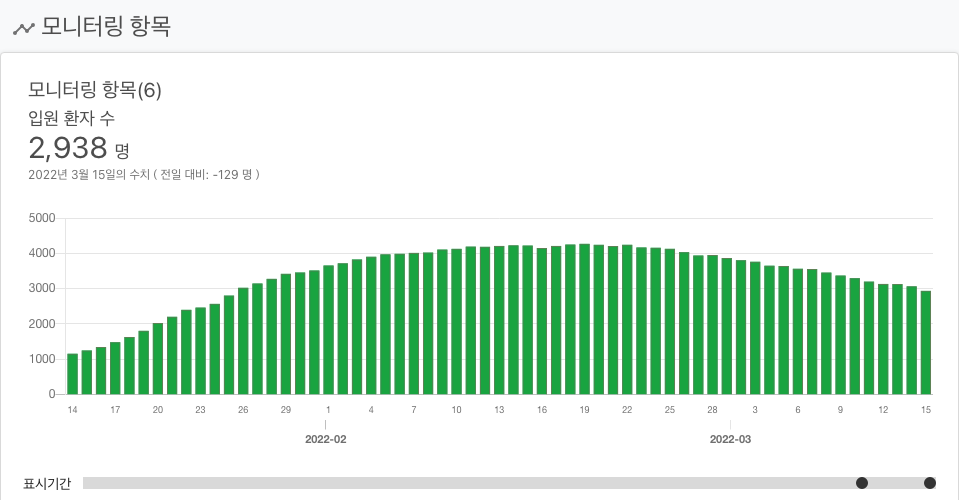 모니터링 항목
모니터링 항목(6)
입원 환자 수
2,938 명
2022년 3월 15일의 수치 ( 전일 대비: -129 명 )
5000
4000
3000
2000
1000
0
14 17 20 23 26 29 1 4 7 10 13 16 19 22 25 28 3 6 9 12 15
2022-02 2022-03
표시기간